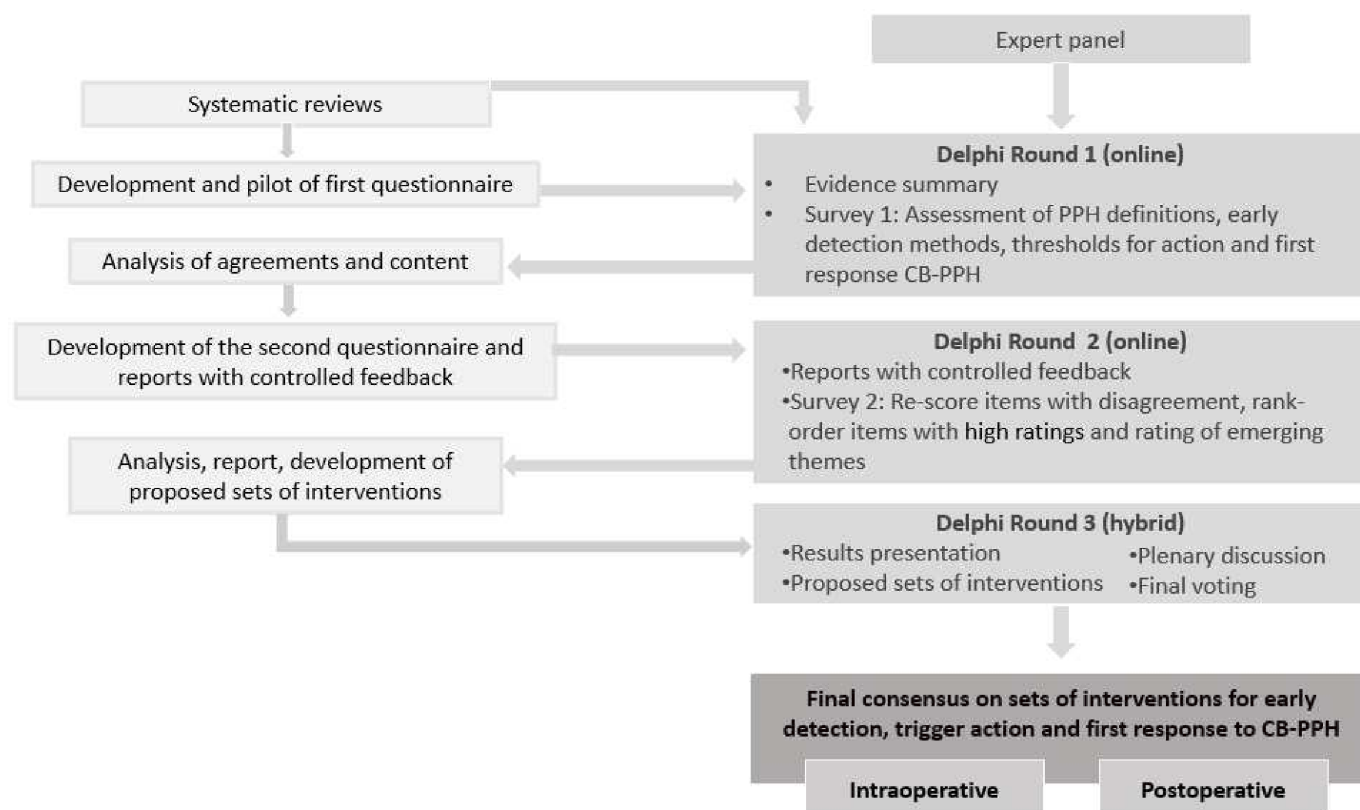 Expert panel
Systematic reviews
Development and pilot of first questionnaire
Delphi Round 1 (online)
• Evidence summary
• Survey 1: Assessment of PPH definitions, early
detection methods, thresholds for action and first
response CB-PPH
Analysis of agreements and content
Development of the second questionnaire and
reports with controlled feedback
Delphi Round 2 (online)
•Reports with controlled feedback
•Survey 2: Re-score items with disagreement, rank-
order items with high ratings and rating of emerging
themes
Analysis, report, development of
proposed sets of interventions
Delphi Round 3 (hybrid)
•Results presentation
•Proposed sets of interventions
•Plenary discussion
•Final voting
Final consensus on sets of interventions for early
detection, trigger action and first response to CB-PPH
Intraoperative
Postoperative